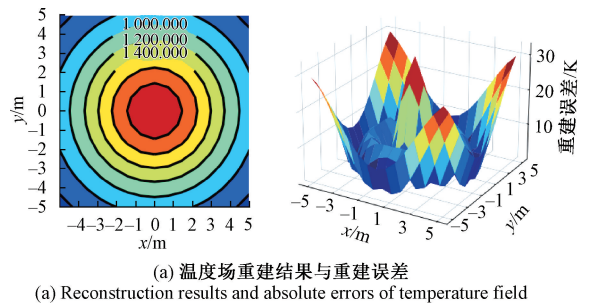 1 000,000
1 200,000
1 400,000
5
4
3
2
1
0
−1
−2
−3
−4
5
y/m
−4 −3 −2 −1 0 1 2 3 4 5
x/m
30
20
10
重建误差/K
−5 −3 −1 1 3 5
x/m
−5 −3 −1 1 3 5
y/m
(a) 温度场重建结果与重建误差
(a) Reconstruction results and absolute errors of temperature field